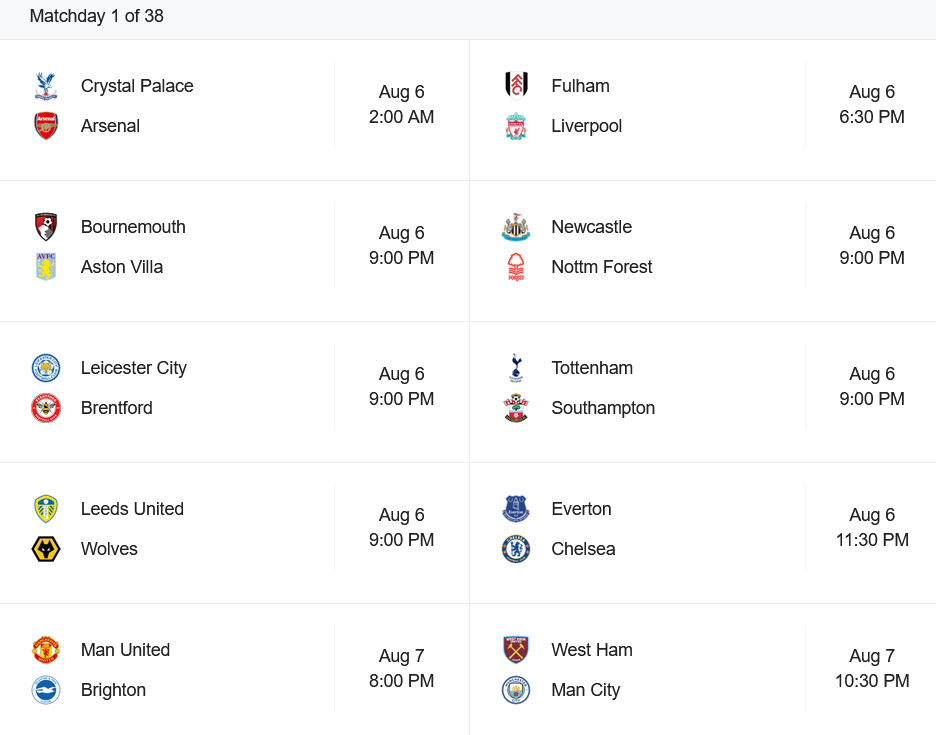 Matchday 1 of 38
Crystal Palace
Arsenal
Aug 6
2:00 AM
Fulham
Liverpool
Aug 6
6:30 PM
Bournemouth
Aston Villa
Aug 6
9:00 PM
Newcastle
Nottm Forest
Aug 6
9:00 PM
Leicester City
Brentford
Aug 6
9:00 PM
Tottenham
Southampton
Aug 6
9:00 PM
Leeds United
Wolves
Aug 6
9:00 PM
Everton
Chelsea
Aug 6
11:30 PM
Man United
Brighton
Aug 7
8:00 PM
West Ham
Man City
Aug 7
10:30 PM